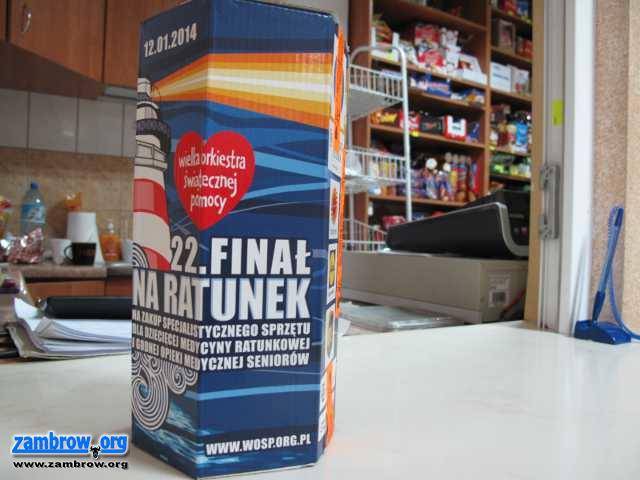 12.01.2014
wielka orkiestra
świątecznej
pomocy
22.FINAŁ
NA RATUNEK
NA ZAKUP SPECJALISTYCZNEGO SPRZĘTU
DLA DZIECIĘCEJ MEDYCYNY RATUNKOWEJ
I GODNEJ OPIEKI MEDYCZNEJ SENIORÓW
WWW.WOSP.ORG.PL
zambrow.org
www.zambrow.org